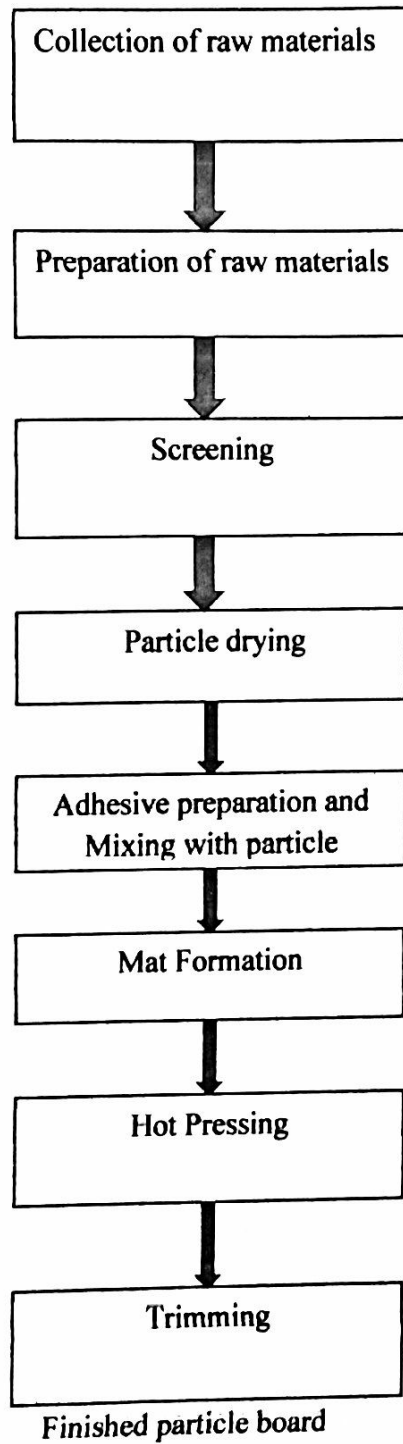 Collection of raw materials
Preparation of raw materials
Screening
Particle drying
Adhesive preparation and
Mixing with particle
Mat Formation
Hot Pressing
Trimming
Finished particle board